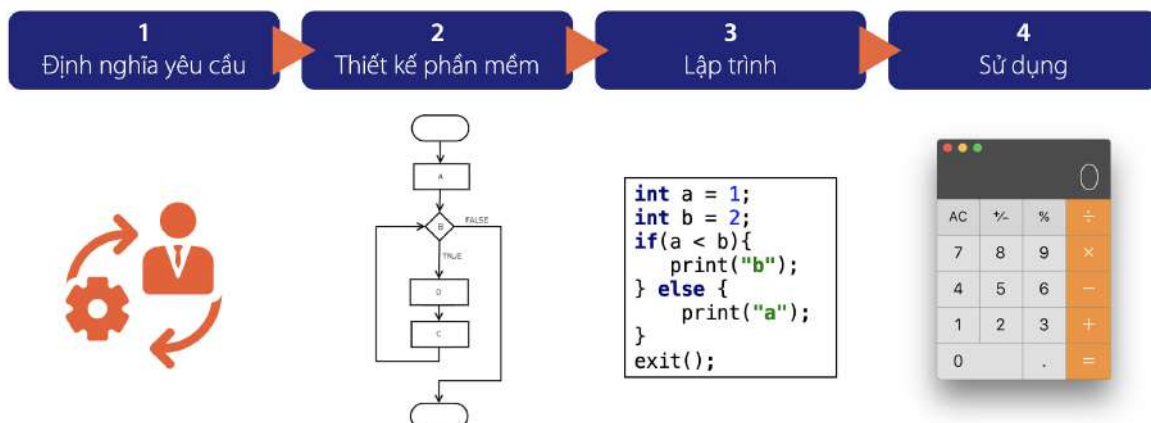 1
Định nghĩa yêu cầu
2
Thiết kế phần mềm
3
Lập trình
4
Sử dụng
A
B
FALSE
TRUE
D
C
int a = 1;
int b = 2;
if(a < b){
print("b");
} else {
print("a");
}
exit();
0
AC +/- % ÷
7 8 9 ×
4 5 6 −
1 2 3 +
0 . =